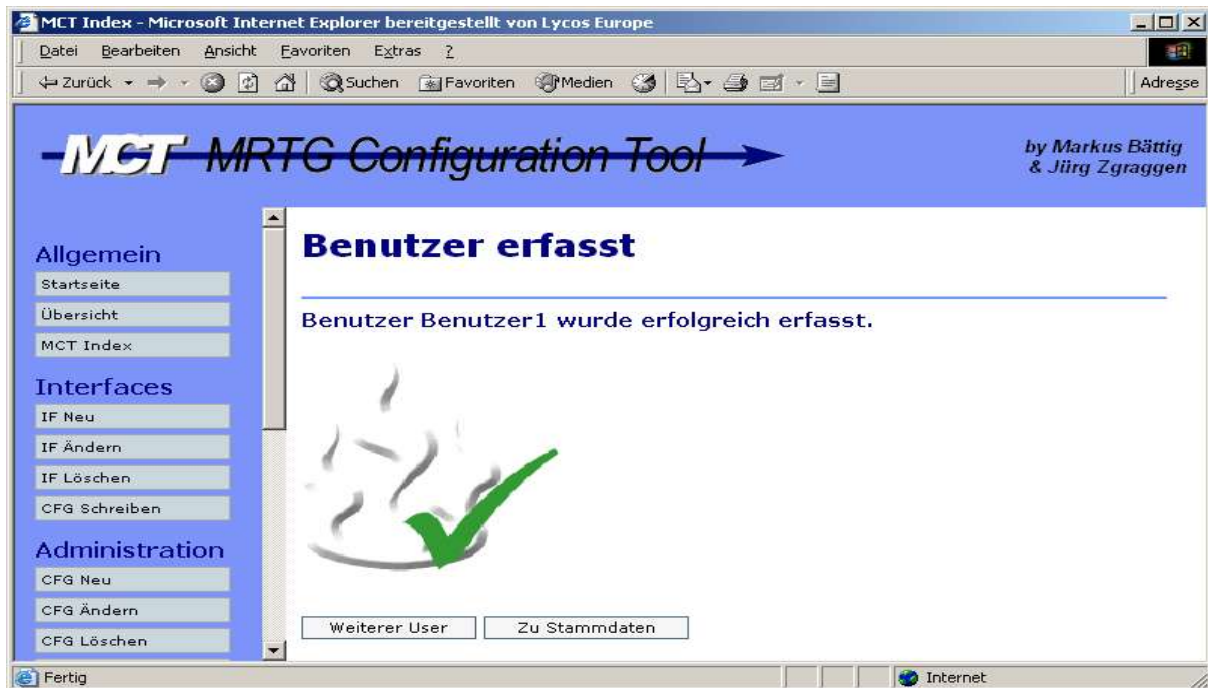 MCT Index - Microsoft Internet Explorer bereitgestellt von Lycos Europe
Datei Bearbeiten Ansicht Favoriten Extras ?
Zurück Suchen Favoriten Medien Adresse
MCT MRTG Configuration Tool
by Markus Bättig
& Jürg Zgraggen
Allgemein
Startseite
Übersicht
MCT Index
Interfaces
IF Neu
IF Ändern
IF Löschen
CFG Schreiben
Administration
CFG Neu
CFG Ändern
CFG Löschen
Benutzer erfasst
Benutzer Benutzer1 wurde erfolgreich erfasst.
Weiterer User Zu Stammdaten
Fertig Internet